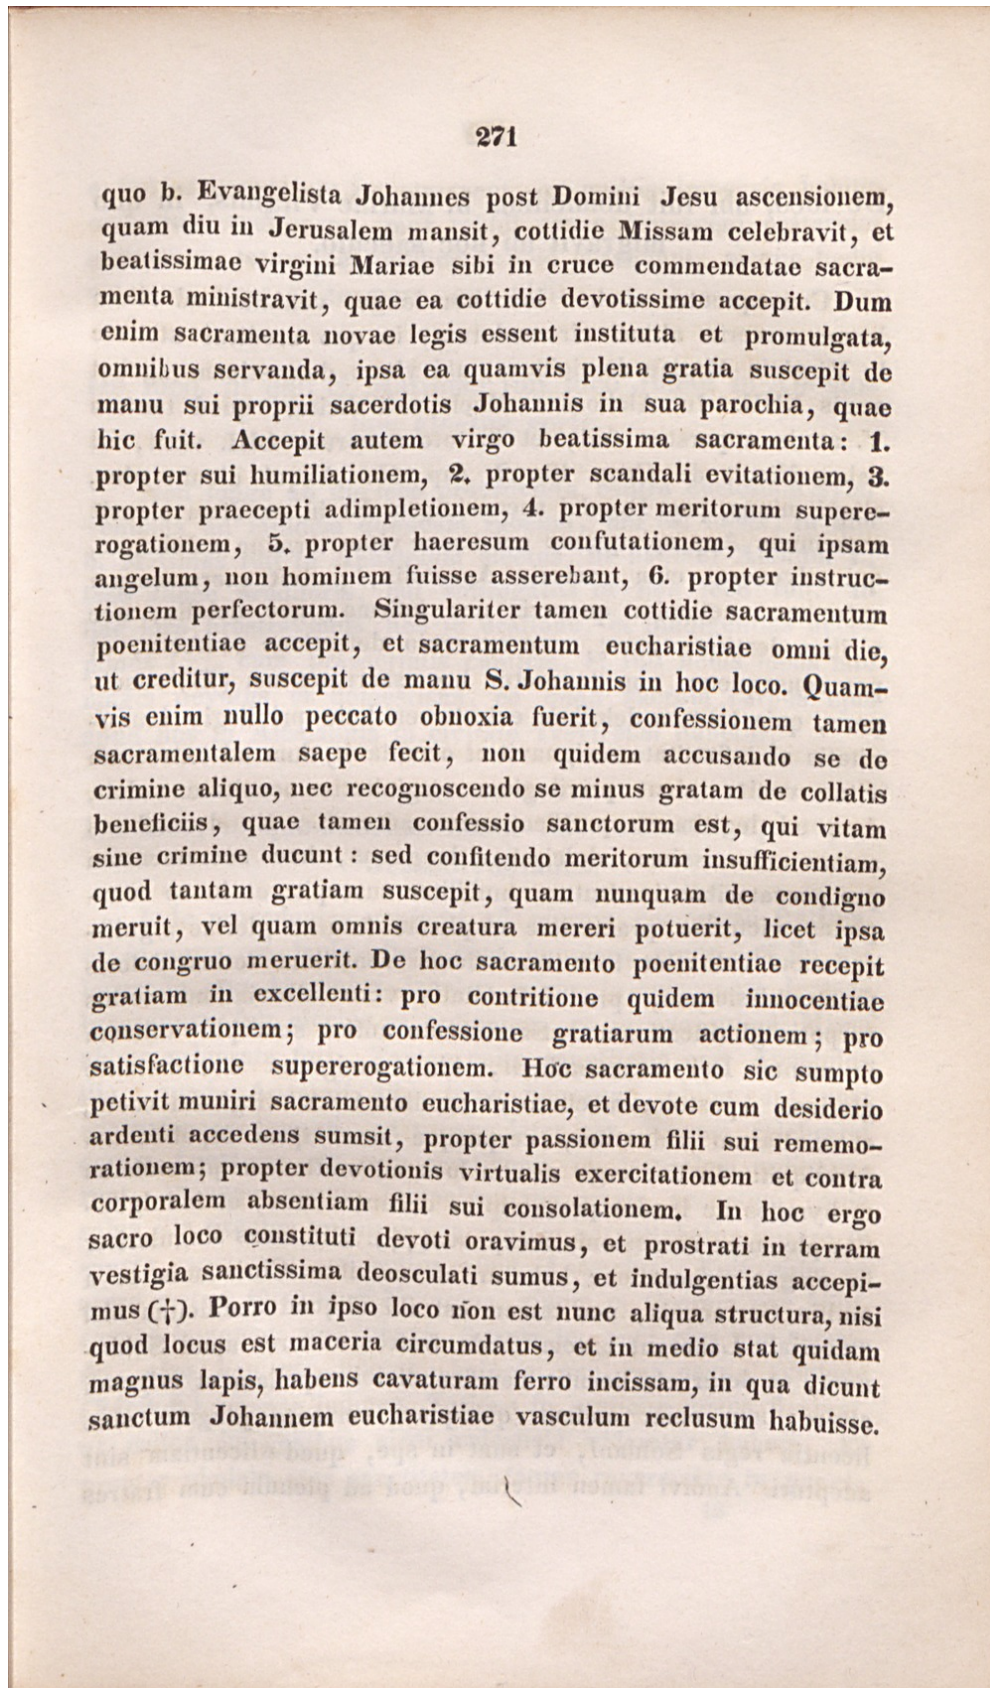 271
quo b. Evangelista Johannes post Domini Jesu ascensionem,
quam diu in Jerusalem mansit, cottidie Missam celebravit, et
beatissimae virgini Mariae sibi in cruce commendatae sacra-
menta ministravit, quae ea cottidie devotissime accepit. Dum
enim sacramenta novae legis essent instituta et promulgata,
omnibus servanda, ipsa ea quamvis plena gratia suscepit de
manu sui proprii sacerdotis Johannis in sua parochia, quae
hic fuit. Accepit autem virgo beatissima sacramenta: 1.
propter sui humiliationem, 2. propter scandali evitationem, 3.
propter praecepti adimpletionem, 4. propter meritorum supere-
rogationem, 5. propter haeresum confutationem, qui ipsam
angelum, non hominem fuisse asserebant, 6. propter instruc-
tionem perfectorum. Singulariter tamen cottidie sacramentum
poenitentiae accepit, et sacramentum eucharistiae omni die,
ut creditur, suscepit de manu S. Johannis in hoc loco. Quam-
vis enim nullo peccato obnoxia fuerit, confessionem tamen
sacramentalem saepe fecit, non quidem accusando se de
crimine aliquo, nec recognoscendo se minus gratam de collatis
beneficiis, quae tamen confessio sanctorum est, qui vitam
sine crimine ducunt: sed confitendo meritorum insufficientiam,
quod tantam gratiam suscepit, quam nunquam de condigno
meruit, vel quam omnis creatura mereri potuerit, licet ipsa
de congruo meruerit. De hoc sacramento poenitentiae recepit
gratiam in excellenti: pro contritione quidem innocentiae
conservationem; pro confessione gratiarum actionem; pro
satisfactione supererogationem. Hoc sacramento sic sumpto
petivit muniri sacramento eucharistiae, et devote cum desiderio
ardenti accedens sumsit, propter passionem filii sui rememo-
rationem; propter devotionis virtualis exercitationem et contra
corporalem absentiam filii sui consolationem. In hoc ergo
sacro loco constituti devoti oravimus, et prostrati in terram
vestigia sanctissima deosculati sumus, et indulgentias accepi-
mus (†). Porro in ipso loco non est nunc aliqua structura, nisi
quod locus est maceria circumdatus, et in medio stat quidam
magnus lapis, habens cavaturam ferro incissam, in qua dicunt
sanctum Johannem eucharistiae vasculum reclusum habuisse.